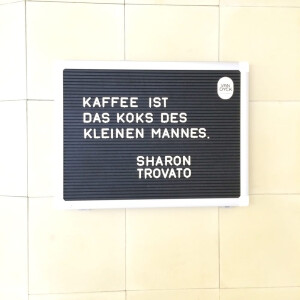 KAFFEE IST
DAS KOKS DES
KLEINEN MANNES.
SHARON
TROVATO